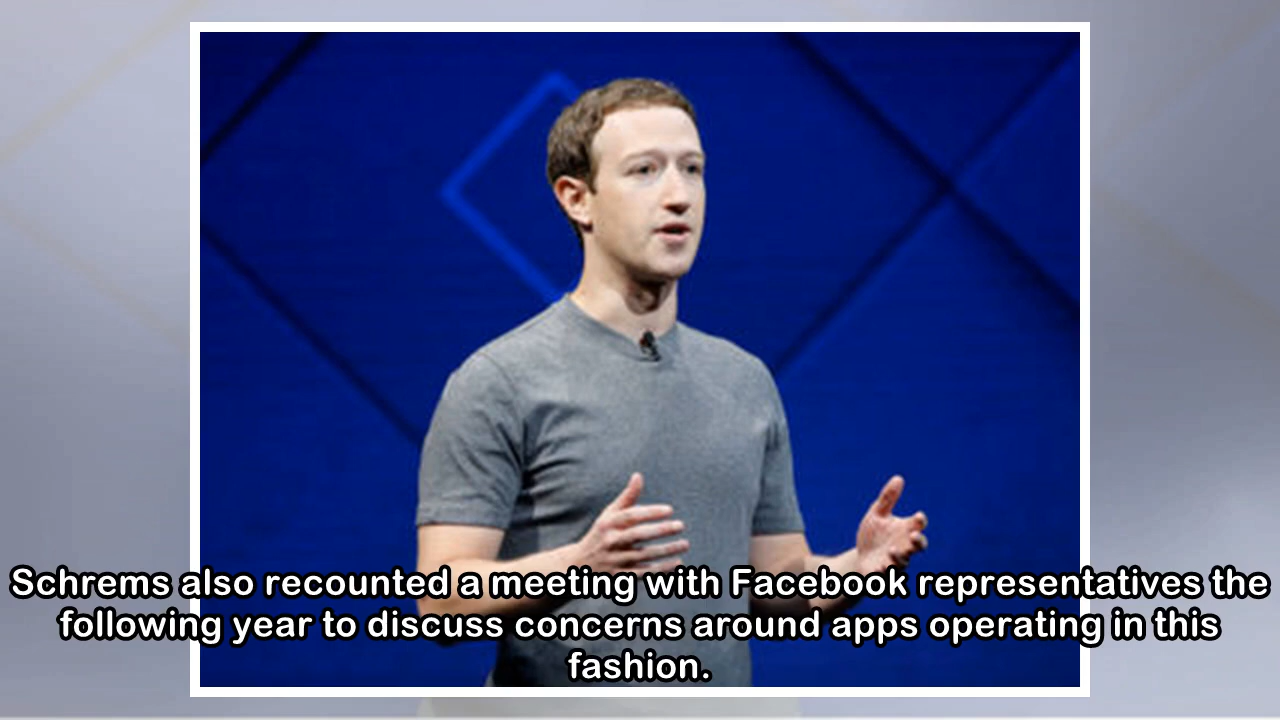 Schrems also recounted a meeting with Facebook representatives the
following year to discuss concerns around apps operating in this
fashion.